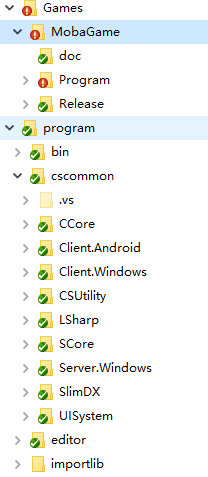 Games
MobaGame
doc
Program
Release
program
bin
cscommon
.vs
CCore
Client.Android
Client.Windows
CSUtility
LSharp
SCore
Server.Windows
SlimDX
UISystem
editor
importlib